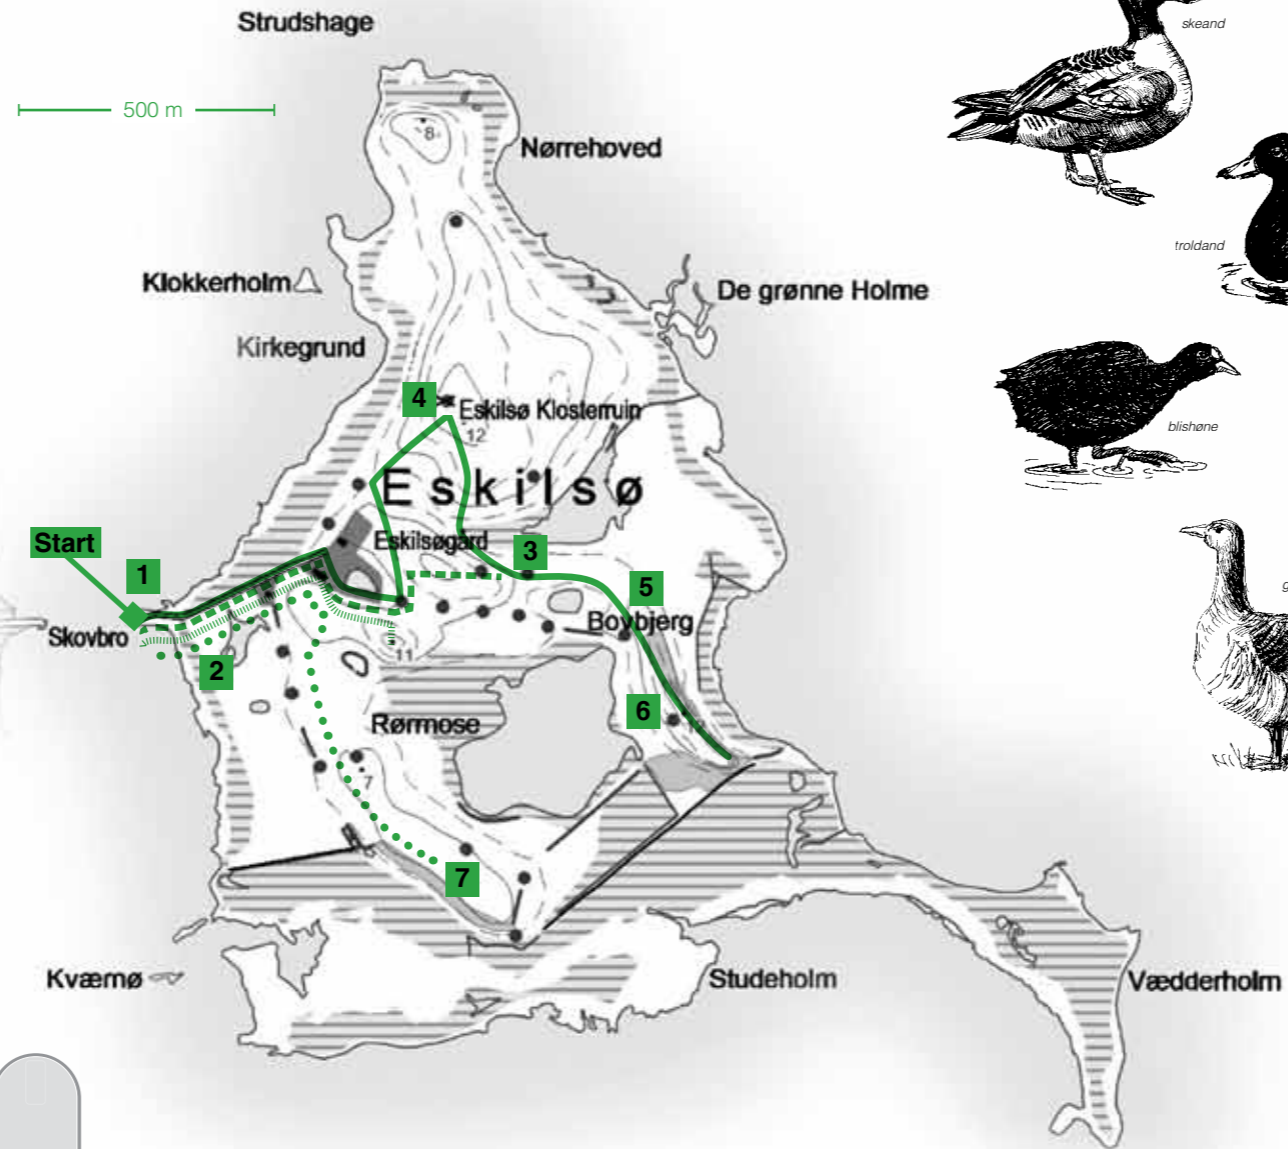 Strudshage
skeand
500 m
8
Nørrehoved
troldand
Klokkerholm
De grønne Holme
Kirkegrund
4
Eskilsø Klosterruin
12
blishøne
Eskilsø
Start
Eskilsøgård
3
1
5
Skovbro
Bovbjerg
11
2
6
Rørmose
7
7
Kværnø
Studeholm
Vædderholm